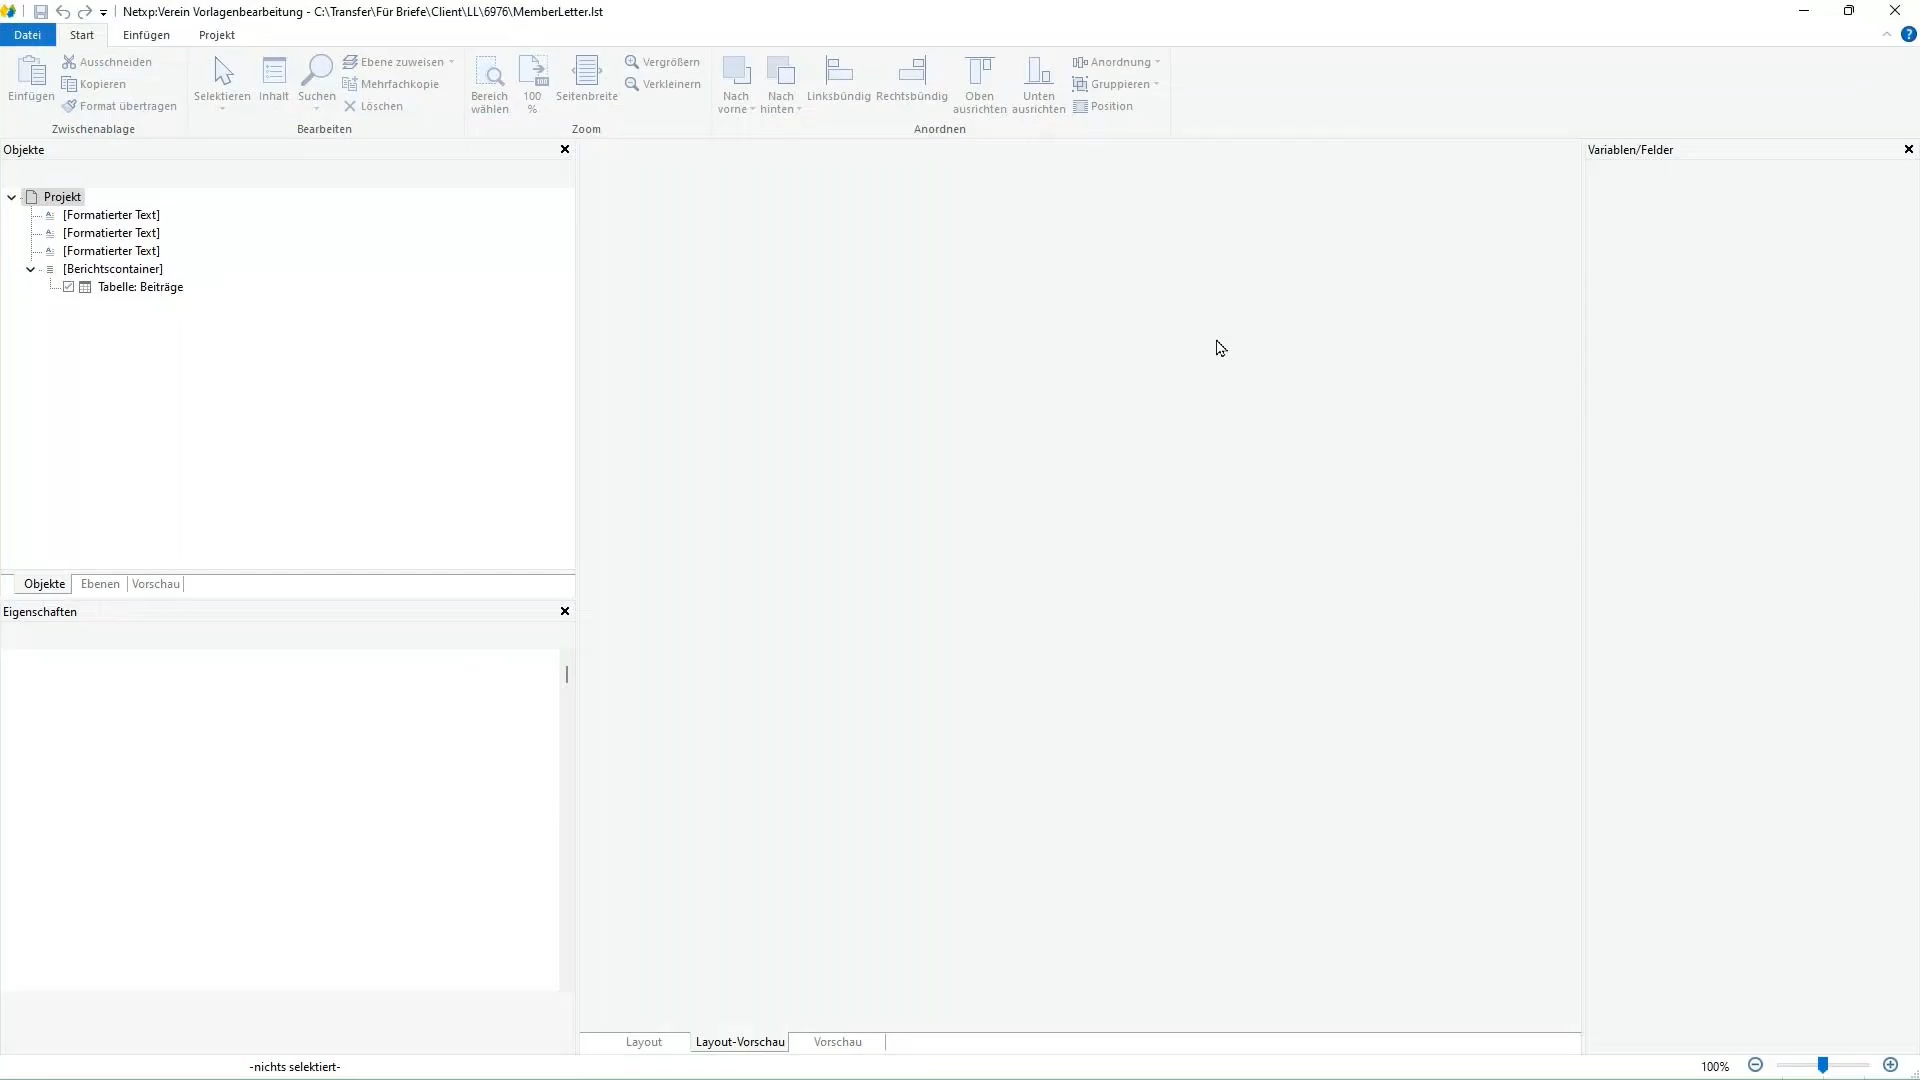 Netxp:Verein Vorlagenbearbeitung - C:\Transfer\Für Briefe\Client\LL\6976\MemberLetter.lst
Datei Start Einfügen Projekt
Einfügen
Ausschneiden
Kopieren
Format übertragen
Zwischenablage
Selektieren
Inhalt
Suchen
Ebene zuweisen
Mehrfachkopie
Löschen
Bearbeiten
Bereich
wählen
100
%
Seitenbreite
Vergrößern
Verkleinern
Zoom
Nach
vorne
Nach
hinten
Linksbündig
Rechtsbündig
Oben
ausrichten
Unten
ausrichten
Anordnung
Gruppieren
Position
Anordnen
Objekte
Projekt
[Formatierter Text]
[Formatierter Text]
[Formatierter Text]
[Berichtscontainer]
Tabelle: Beiträge
Objekte Ebenen Vorschau
Eigenschaften
Variablen/Felder
Layout Layout-Vorschau Vorschau
-nichts selektiert-
100%